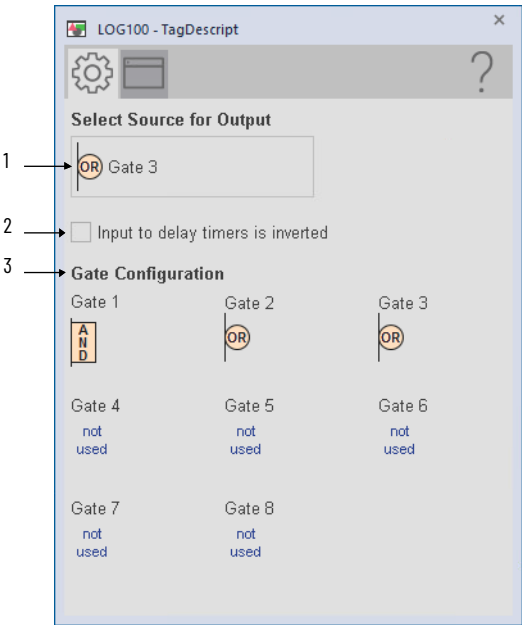 LOG100 - TagDescript
×
?
Select Source for Output
1
OR Gate 3
2
Input to delay timers is inverted
3
Gate Configuration
Gate 1 Gate 2 Gate 3
AND OR OR
Gate 4 Gate 5 Gate 6
not not not
used used used
Gate 7 Gate 8
not not
used used